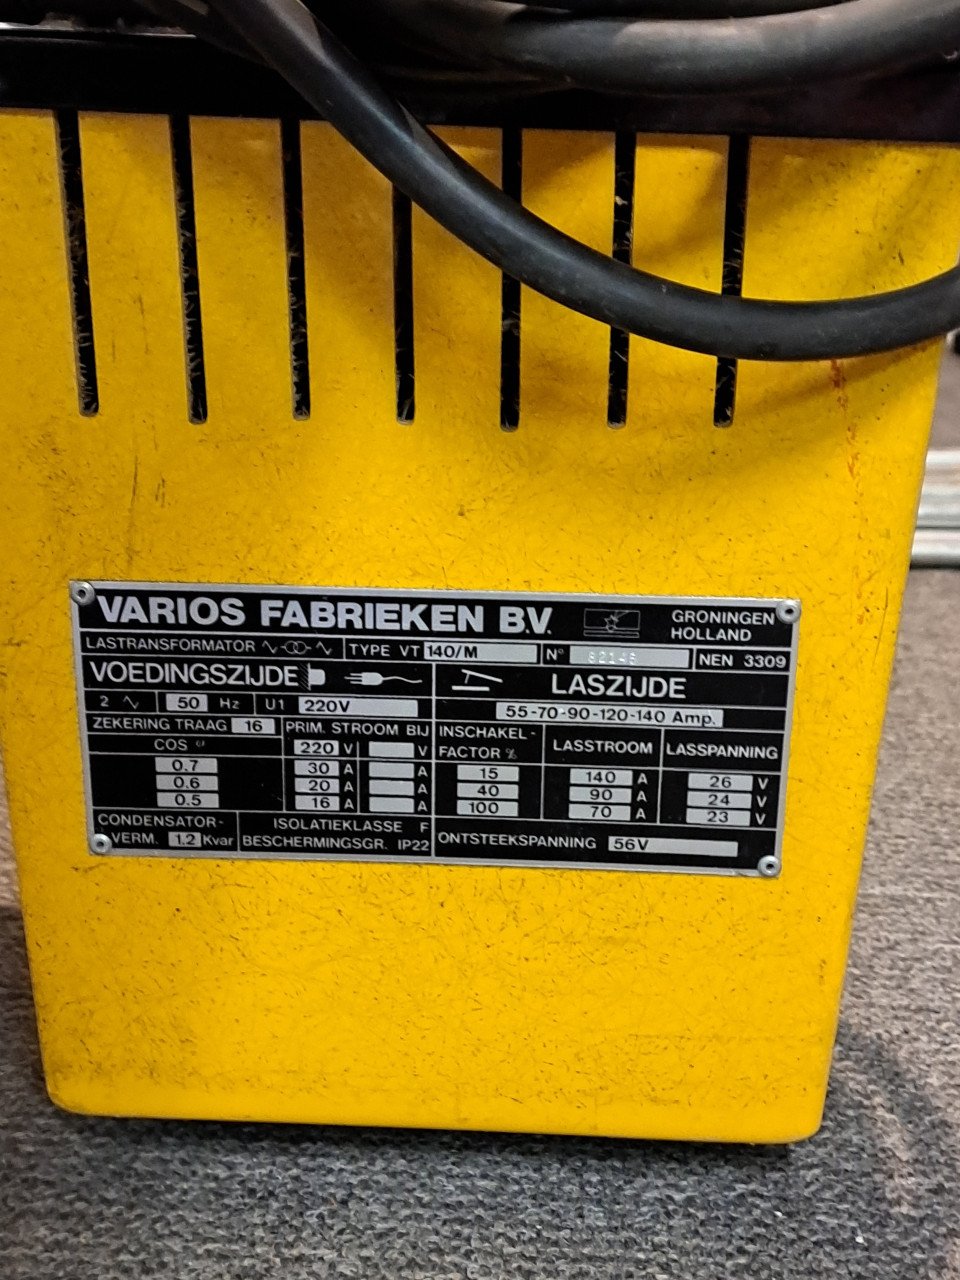 VARIOS FABRIEKEN B.V.
GRONINGEN
HOLLAND
LASTRANSFORMATOR
TYPE VT 140/M
Nº
NEN 3309
VOEDINGSZIJDE
LASZIJDE
2 ∿ 50 Hz U1 220V
55-70-90-120-140 Amp.
ZEKERING TRAAG 16
PRIM. STROOM BIJ
INSCHAKEL-
FACTOR %
LASSTROOM
LASSPANNING
COS φ
220 V V
0.7 30 A A 15 140 A 26 V
0.6 20 A A 40 90 A 24 V
0.5 16 A A 100 70 A 23 V
CONDENSATOR-
VERM. 1.2 Kvar
ISOLATIEKLASSE F
BESCHERMINGSGR. IP22
ONTSTEEKSPANNING 56V